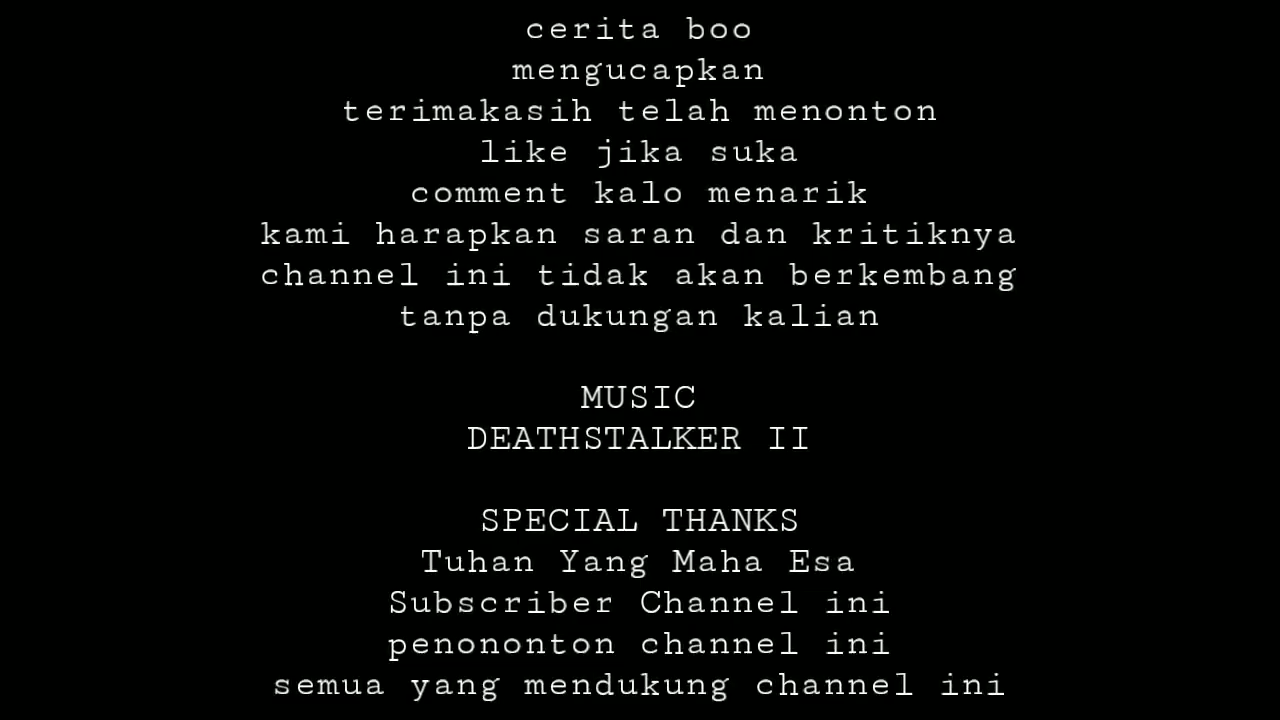 cerita boo
mengucapkan
terimakasih telah menonton
like jika suka
comment kalo menarik
kami harapkan saran dan kritiknya
channel ini tidak akan berkembang
tanpa dukungan kalian
MUSIC
DEATHSTALKER II
SPECIAL THANKS
Tuhan Yang Maha Esa
Subscriber Channel ini
penononton channel ini
semua yang mendukung channel ini